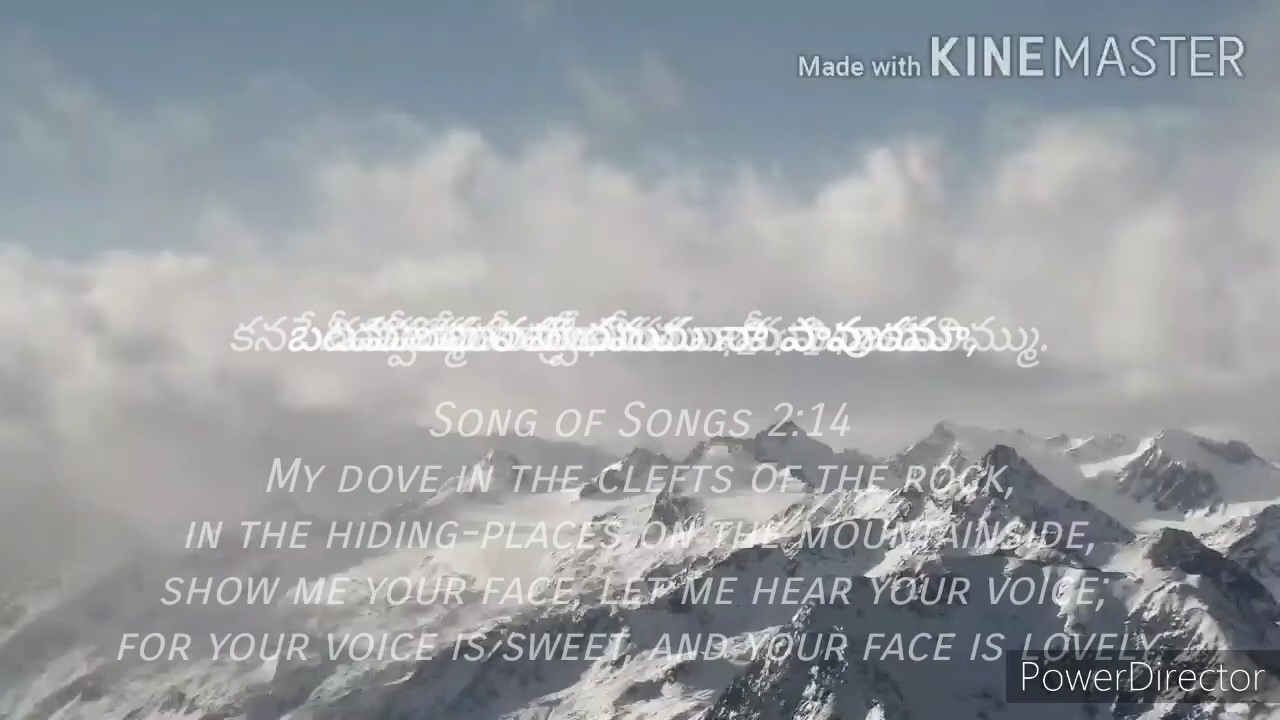 Made with KINEMASTER
Song of Songs 2:14
My dove in the clefts of the rock,
in the hiding-places on the mountainside,
show me your face, let me hear your voice;
for your voice is sweet, and your face is lovely
PowerDirector